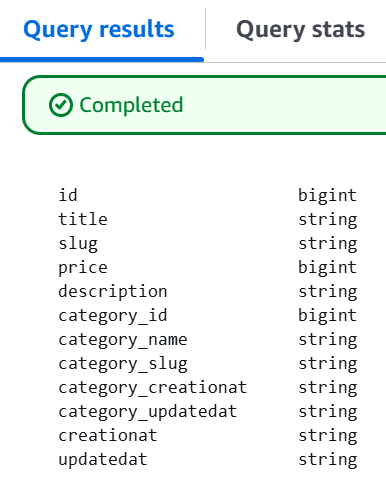 Query results Query stats
Completed
id bigint
title string
slug string
price bigint
description string
category_id bigint
category_name string
category_slug string
category_creationat string
category_updatedat string
creationat string
updatedat string